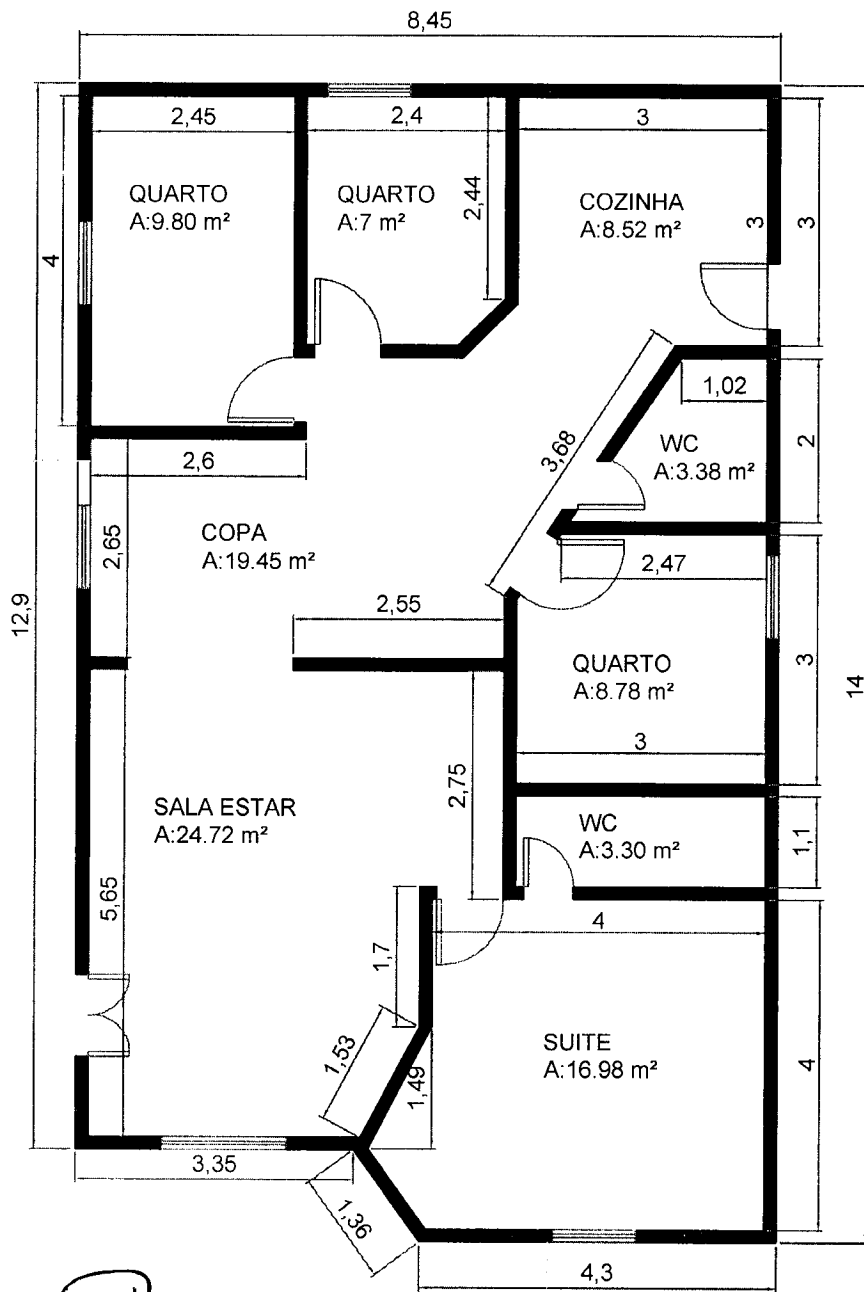 8,45
2,45
2,4
3
QUARTO
A:9.80 m²
QUARTO
A:7 m²
2,44
COZINHA
A:8.52 m²
3
3
4
1,02
WC
A:3.38 m²
2
3,68
2,6
COPA
A:19.45 m²
2,65
2,47
2,55
12,9
QUARTO
A:8.78 m²
3
14
3
2,75
SALA ESTAR
A:24.72 m²
WC
A:3.30 m²
1,1
5,65
4
1,7
SUITE
A:16.98 m²
4
1,53
1,49
3,35
1,36
4,3